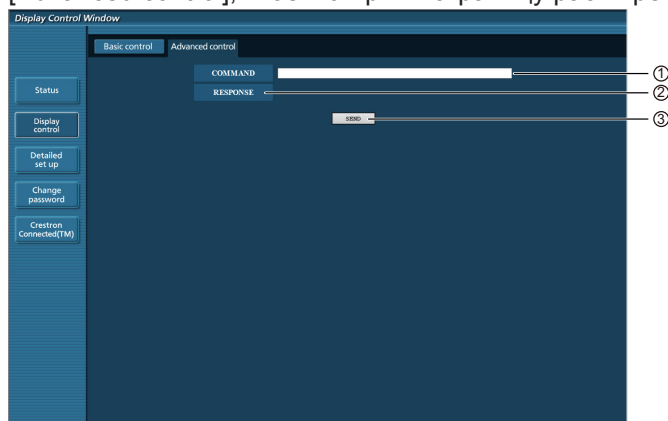 Display Control Window
Basic control Advanced control
COMMAND ①
Status RESPONSE ②
Display
control
SEND ③
Detailed
set up
Change
password
Crestron
Connected(TM)